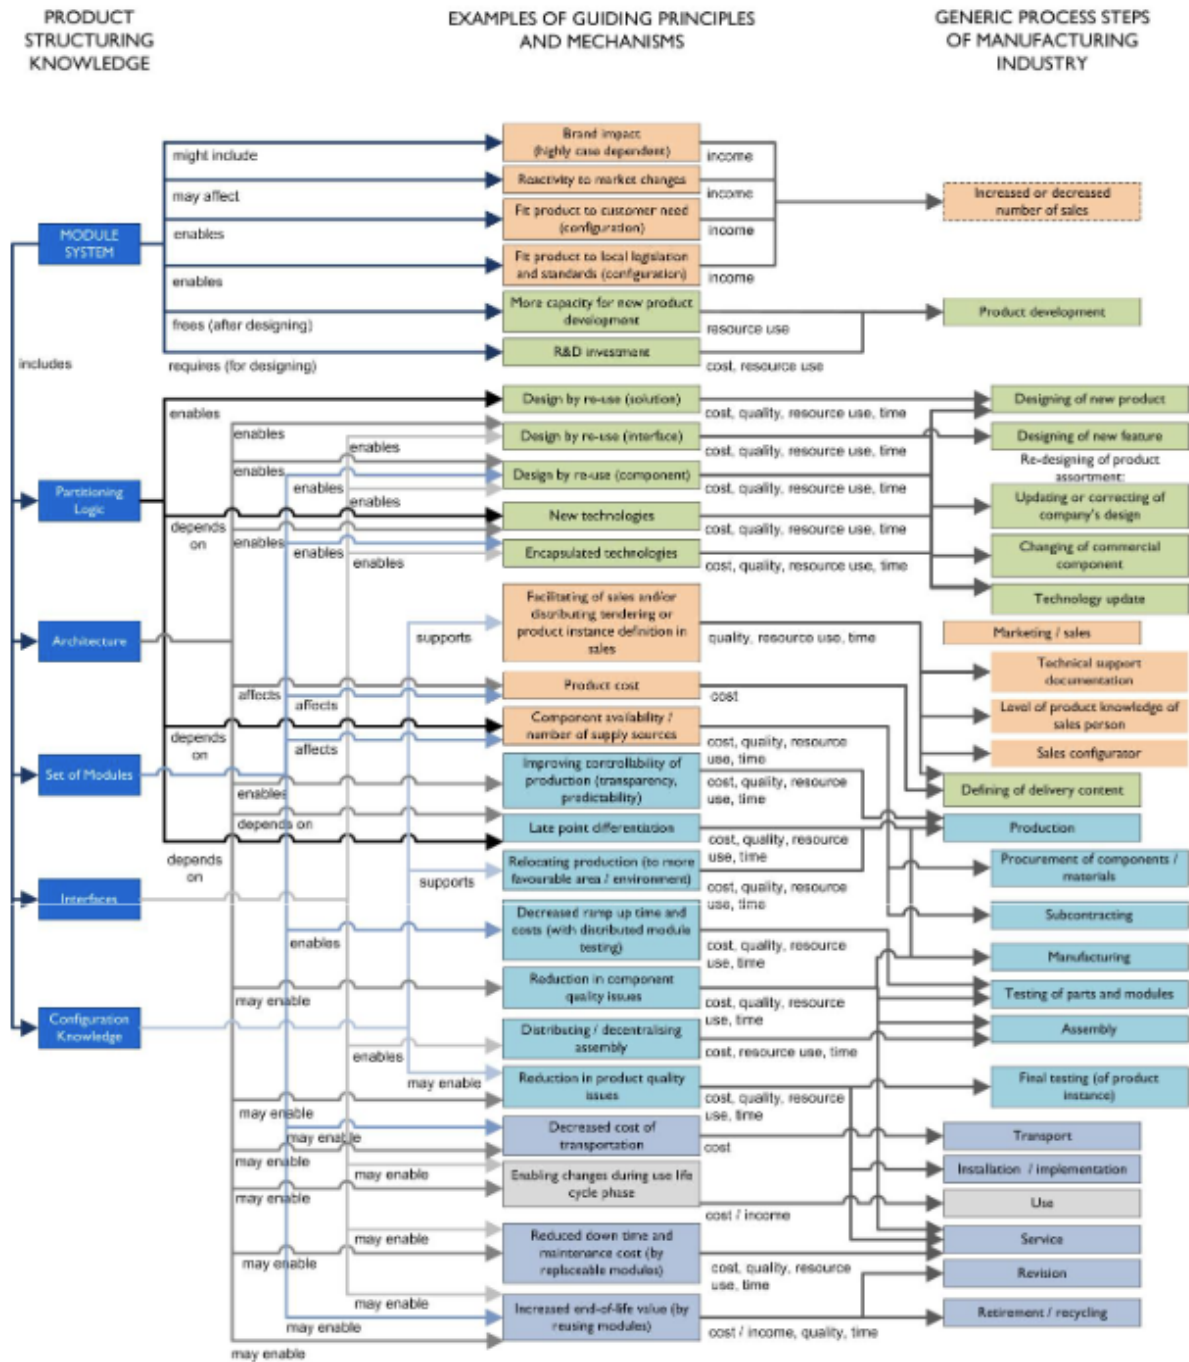 PRODUCT
STRUCTURING
KNOWLEDGE
EXAMPLES OF GUIDING PRINCIPLES
AND MECHANISMS
GENERIC PROCESS STEPS
OF MANUFACTURING
INDUSTRY
MODULE
SYSTEM
includes
Partitioning
Logic
Architecture
Set of Modules
Interfaces
Configuration
Knowledge
might include
may affect
enables
enables
frees (after designing)
requires (for designing)
enables
enables
enables
enables
enables
enables
depends
on
enables
enables
enables
supports
affects
affects
depends
on
affects
enables
depends on
depends
on
supports
enables
may enable
enables
may enable
may enable
may enable
may enable
may enable
may enable
may enable
may enable
may enable
may enable
may enable
Brand impact
(highly case dependent)
Reactivity to market changes
Fit product to customer need
(configuration)
Fit product to local legislation
and standards (configuration)
More capacity for new product
development
R&D investment
Design by re-use (solution)
Design by re-use (interface)
Design by re-use (component)
New technologies
Encapsulated technologies
Facilitating of sales and/or
distributing tendering or
product instance definition in
sales
Product cost
Component availability /
number of supply sources
Improving controllability of
production (transparency,
predictability)
Late point differentiation
Relocating production (to more
favourable area / environment)
Decreased ramp up time and
costs (with distributed module
testing)
Reduction in component
quality issues
Distributing / decentralising
assembly
Reduction in product quality
issues
Decreased cost of
transportation
Enabling changes during use life
cycle phase
Reduced down time and
maintenance cost (by
replaceable modules)
Increased end-of-life value (by
reusing modules)
income
income
income
income
resource use
cost, resource use
cost, quality, resource use, time
cost, quality, resource use, time
cost, quality, resource use, time
cost, quality, resource use, time
cost, quality, resource use, time
quality, resource use, time
cost
cost, quality, resource
use, time
cost, quality, resource
use, time
cost, quality, resource
use, time
cost, quality, resource
use, time
cost, quality, resource
use, time
cost, quality, resource
use, time
cost, resource use, time
cost, quality, resource
use, time
cost
cost / income
cost, quality, resource
use, time
cost / income, quality, time
Increased or decreased
number of sales
Product development
Designing of new product
Designing of new feature
Re-designing of product
assortment:
Updating or correcting of
company's design
Changing of commercial
component
Technology update
Marketing / sales
Technical support
documentation
Level of product knowledge of
sales person
Sales configurator
Defining of delivery content
Production
Procurement of components /
materials
Subcontracting
Manufacturing
Testing of parts and modules
Assembly
Final testing (of product
instance)
Transport
Installation / implementation
Use
Service
Revision
Retirement / recycling